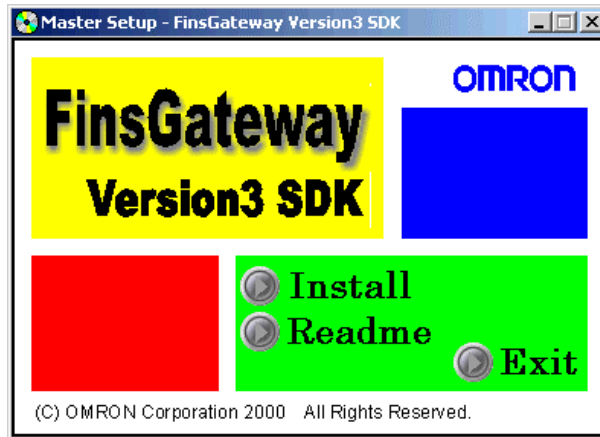 Master Setup - FinsGateway Version3 SDK
OMRON
FinsGateway
Version3 SDK
Install
Readme
Exit
(C) OMRON Corporation 2000 All Rights Reserved.